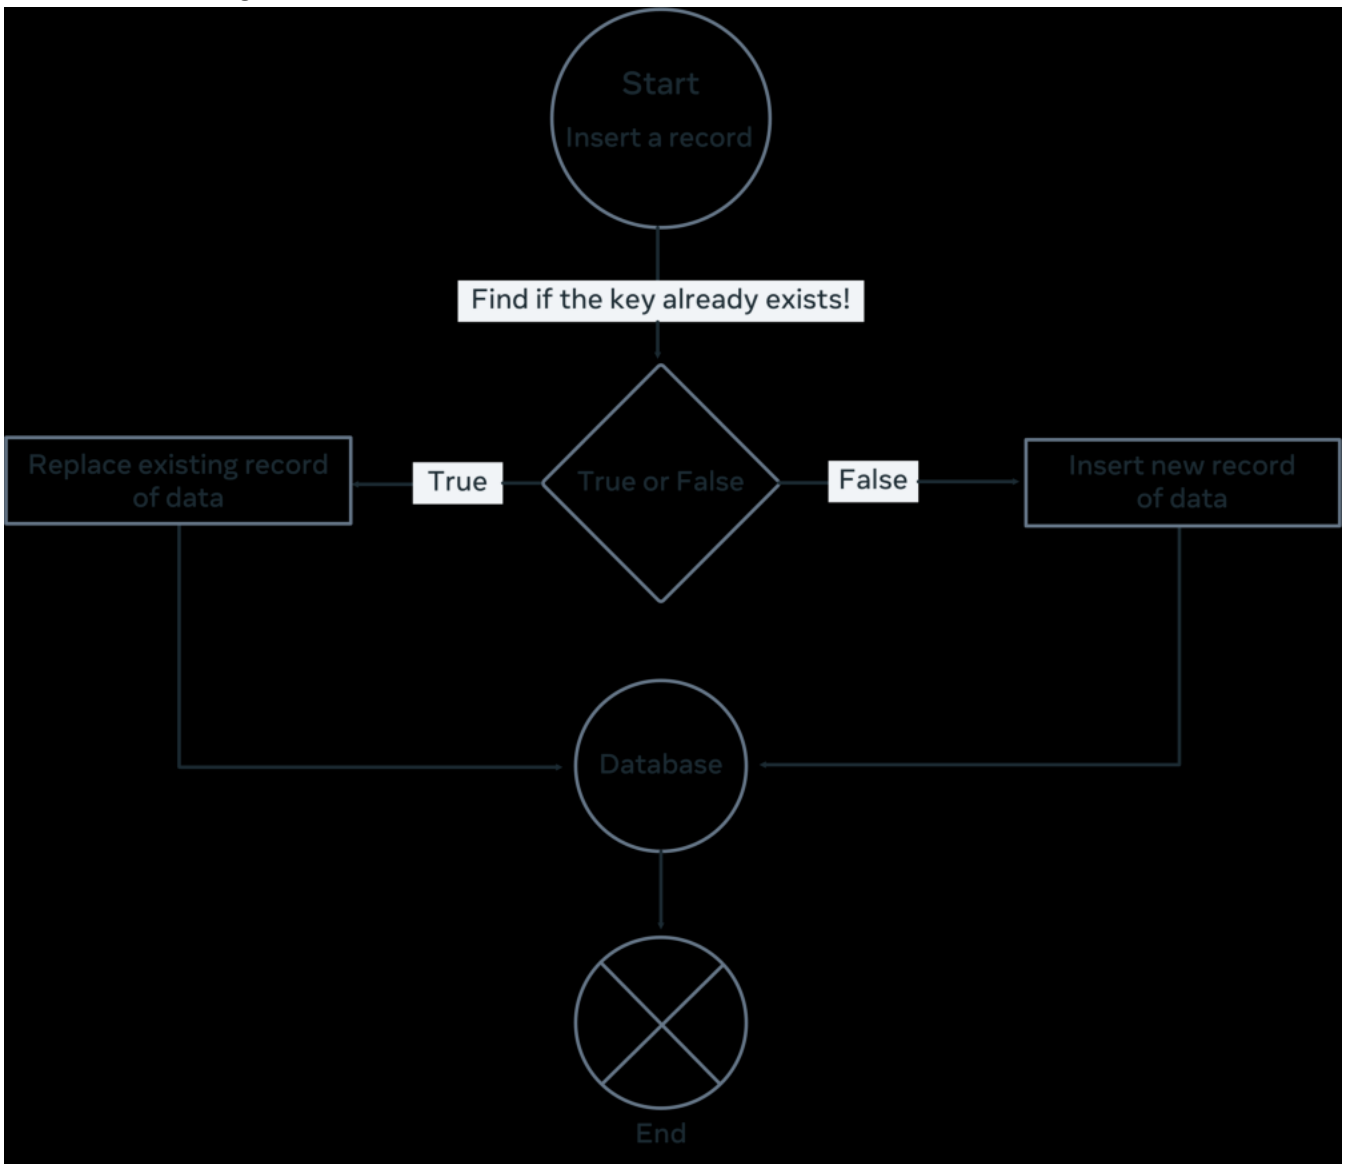 Start
Insert a record
Find if the key already exists!
Replace existing record
of data
True
True or False
False
Insert new record
of data
Database
End